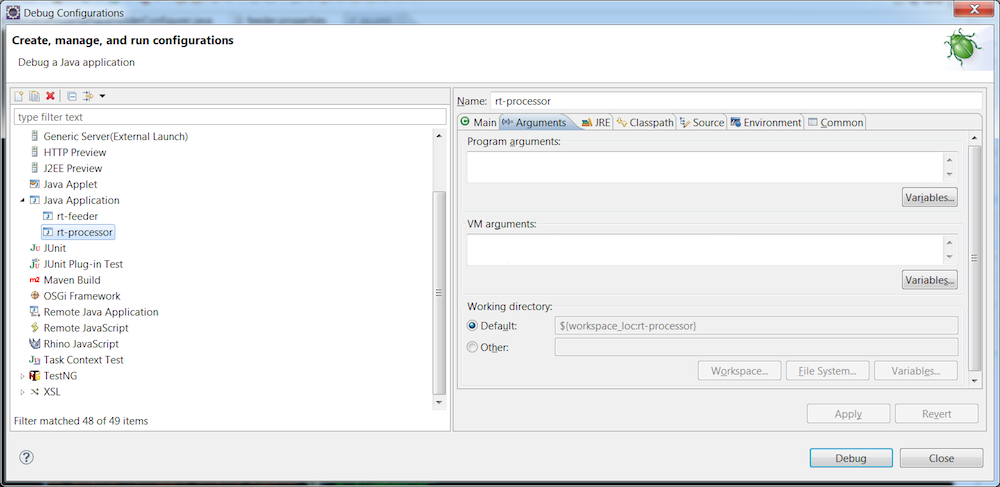 Debug Configurations
Create, manage, and run configurations
Debug a Java application
type filter text
Generic Server(External Launch)
HTTP Preview
J2EE Preview
Java Applet
Java Application
rt-feeder
rt-processor
JUnit
JUnit Plug-in Test
Maven Build
OSGi Framework
Remote Java Application
Remote JavaScript
Rhino JavaScript
Task Context Test
TestNG
XSL
Filter matched 48 of 49 items
Name: rt-processor
Main Arguments JRE Classpath Source Environment Common
Program arguments:
Variables...
VM arguments:
Variables...
Working directory:
Default: ${workspace_loc:rt-processor}
Other:
Workspace... File System... Variables...
Apply Revert
Debug Close